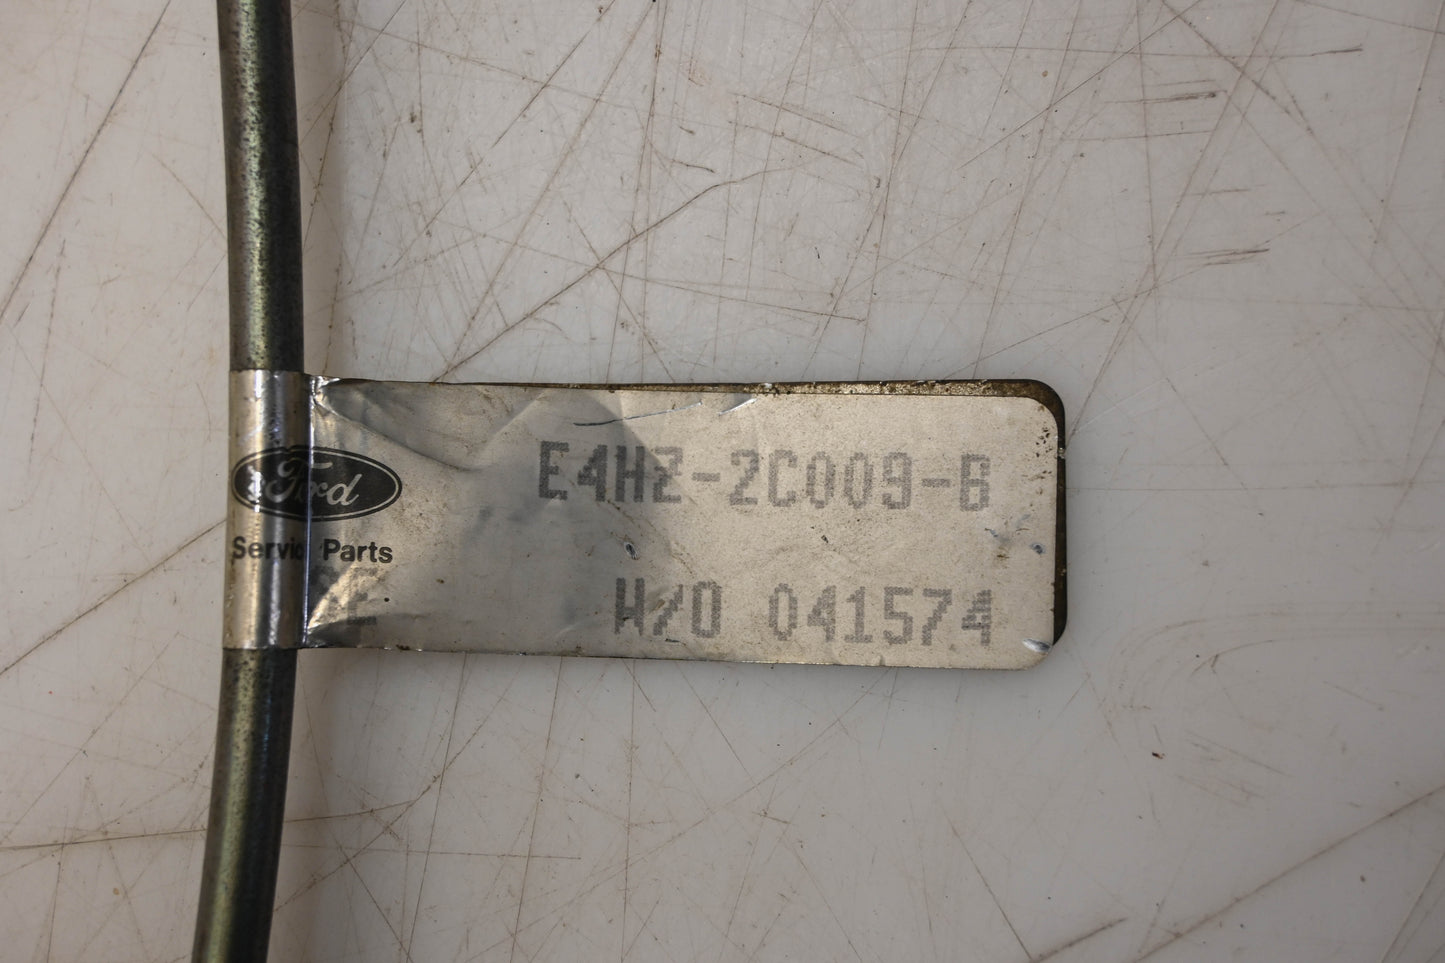 E4HZ-2C009-B
Ford
Service Parts
W/O 041574